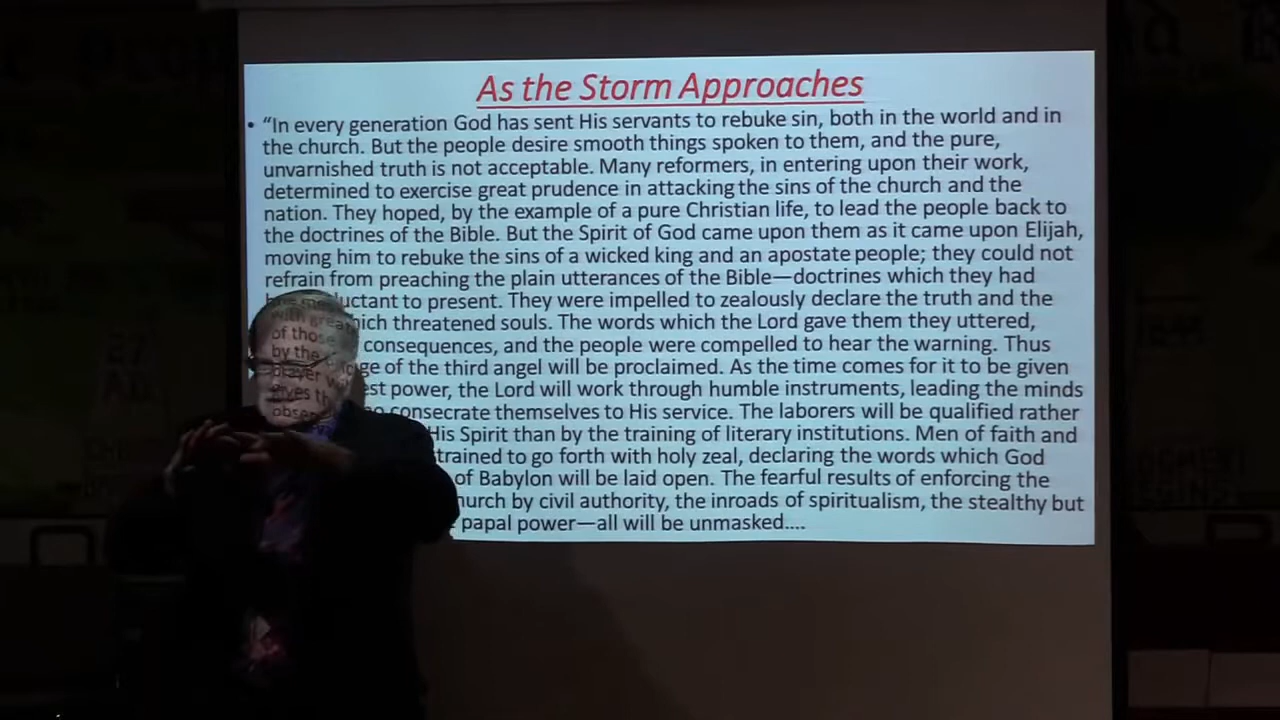 As the Storm Approaches
• “In every generation God has sent His servants to rebuke sin, both in the world and in
the church. But the people desire smooth things spoken to them, and the pure,
unvarnished truth is not acceptable. Many reformers, in entering upon their work,
determined to exercise great prudence in attacking the sins of the church and the
nation. They hoped, by the example of a pure Christian life, to lead the people back to
the doctrines of the Bible. But the Spirit of God came upon them as it came upon Elijah,
moving him to rebuke the sins of a wicked king and an apostate people; they could not
refrain from preaching the plain utterances of the Bible—doctrines which they had
to present. They were impelled to zealously declare the truth and the
which threatened souls. The words which the Lord gave them they uttered,
of those consequences, and the people were compelled to hear the warning. Thus
by the of the third angel will be proclaimed. As the time comes for it to be given
power, the Lord will work through humble instruments, leading the minds
consecrate themselves to His service. The laborers will be qualified rather
His Spirit than by the training of literary institutions. Men of faith and
to go forth with holy zeal, declaring the words which God
of Babylon will be laid open. The fearful results of enforcing the
by civil authority, the inroads of spiritualism, the stealthy but
papal power—all will be unmasked....